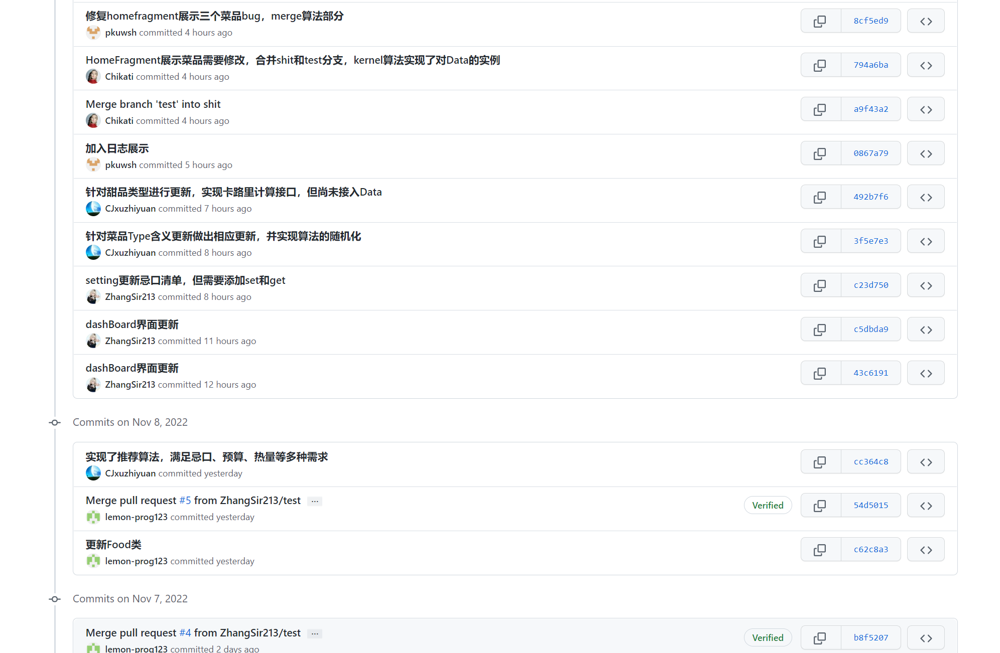 修复homefragment展示三个菜品bug，merge算法部分
pkuwsh committed 4 hours ago
8cf5ed9
HomeFragment展示菜品需要修改，合并shit和test分支，kernel算法实现了对Data的实例
Chikati committed 4 hours ago
794a6ba
Merge branch 'test' into shit
Chikati committed 4 hours ago
a9f43a2
加入日志展示
pkuwsh committed 5 hours ago
0867a79
针对甜品类型进行更新，实现卡路里计算接口，但尚未接入Data
CJxuzhiyuan committed 7 hours ago
492b7f6
针对菜品Type含义更新做出相应更新，并实现算法的随机化
CJxuzhiyuan committed 8 hours ago
3f5e7e3
setting更新忌口清单，但需要添加set和get
ZhangSir213 committed 8 hours ago
c23d750
dashBoard界面更新
ZhangSir213 committed 11 hours ago
c5dbda9
dashBoard界面更新
ZhangSir213 committed 12 hours ago
43c6191
Commits on Nov 8, 2022
实现了推荐算法，满足忌口、预算、热量等多种需求
CJxuzhiyuan committed yesterday
cc364c8
Merge pull request #5 from ZhangSir213/test ...
lemon-prog123 committed yesterday
Verified
54d5015
更新Food类
lemon-prog123 committed yesterday
c62c8a3
Commits on Nov 7, 2022
Merge pull request #4 from ZhangSir213/test ...
lemon-prog123 committed 2 days ago
Verified
b8f5207